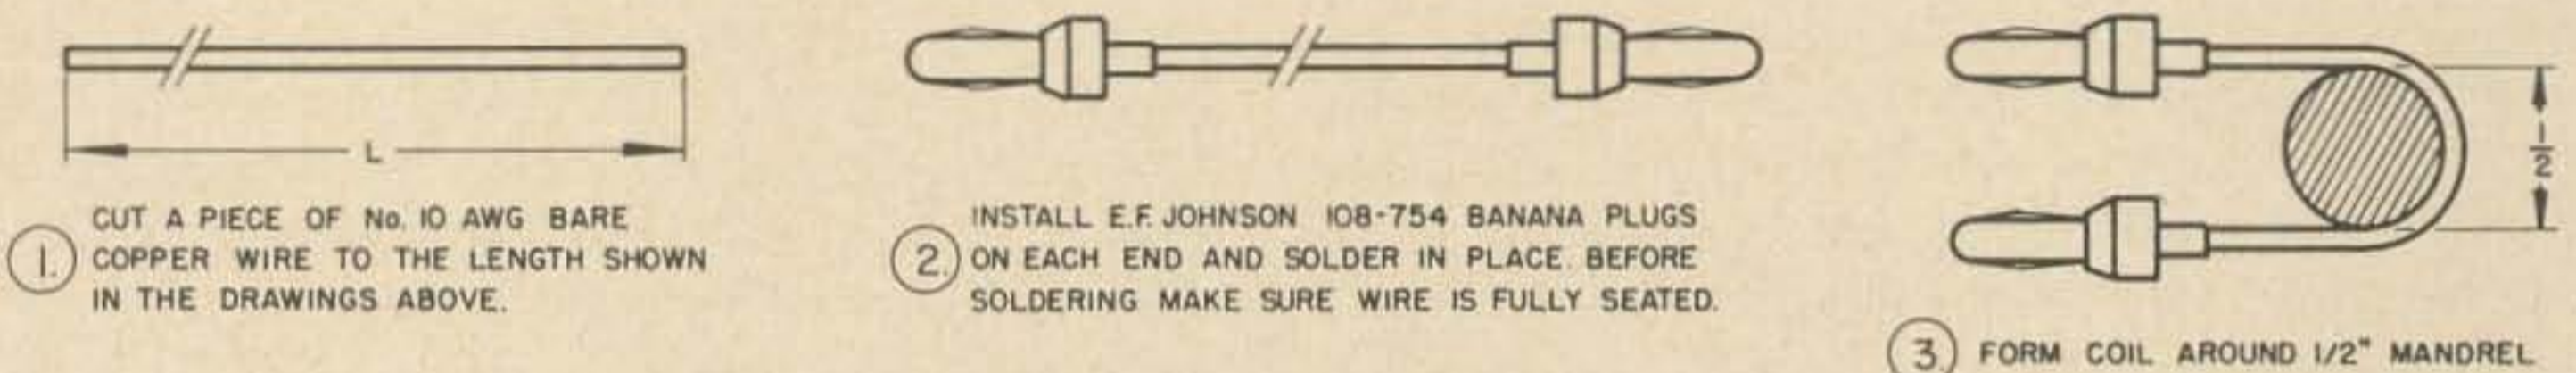 L
1. CUT A PIECE OF No. 10 AWG BARE
COPPER WIRE TO THE LENGTH SHOWN
IN THE DRAWINGS ABOVE.
2. INSTALL E.F. JOHNSON 108-754 BANANA PLUGS
ON EACH END AND SOLDER IN PLACE. BEFORE
SOLDERING MAKE SURE WIRE IS FULLY SEATED.
1/2
3. FORM COIL AROUND 1/2" MANDREL